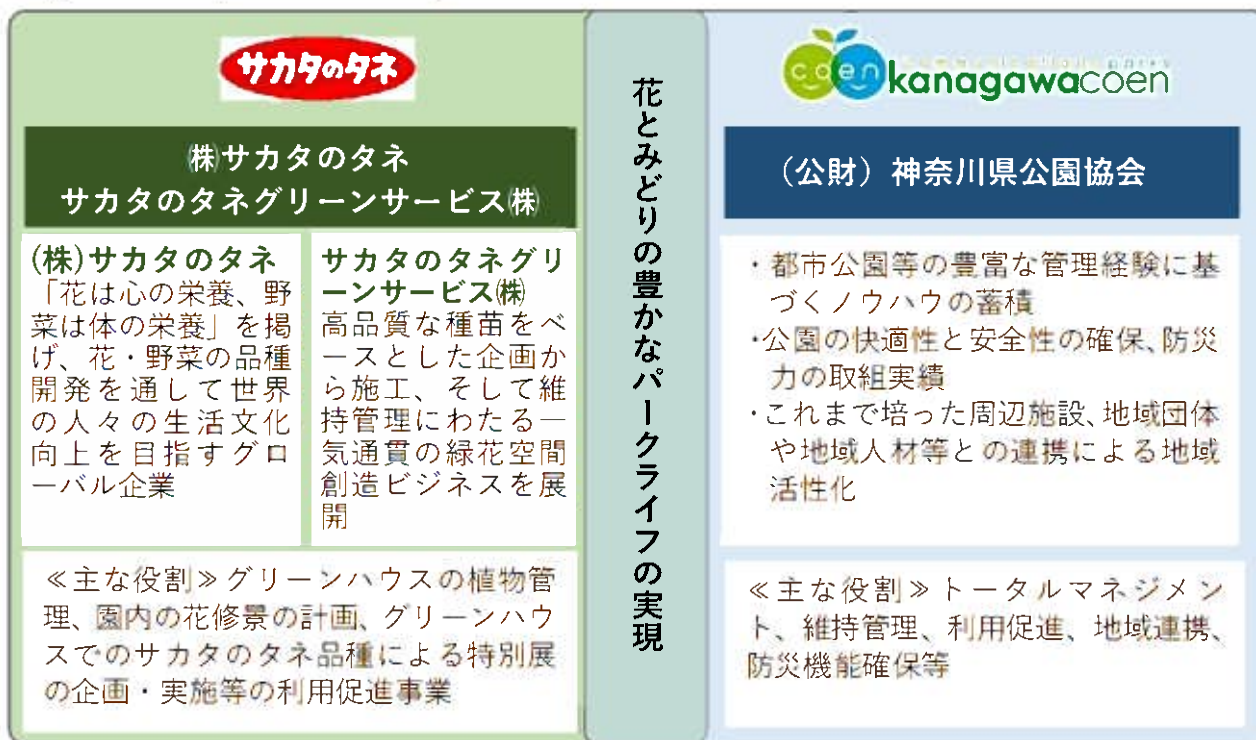 サカタのタネ
㈱サカタのタネ
サカタのタネグリーンサービス㈱
(株)サカタのタネ
「花は心の栄養、野
菜は体の栄養」を掲
げ、花・野菜の品種
開発を通して世界
の人々の生活文化
向上を目指すグロ
ーバル企業
サカタのタネグリ
ーンサービス㈱
高品質な種苗をベ
ースとした企画か
ら施工、そして維
持管理にわたる一
気通貫の緑花空間
創造ビジネスを展
開
≪主な役割≫グリーンハウスの植物管
理、園内の花修景の計画、グリーンハウ
スでのサカタのタネ品種による特別展
の企画・実施等の利用促進事業
花とみどりの豊かなパークライフの実現
coen
kanagawacoen
（公財）神奈川県公園協会
・都市公園等の豊富な管理経験に基
づくノウハウの蓄積
・公園の快適性と安全性の確保、防災
力の取組実績
・これまで培った周辺施設、地域団体
や地域人材等との連携による地域
活性化
≪主な役割≫トータルマネジメン
ト、維持管理、利用促進、地域連携、
防災機能確保等